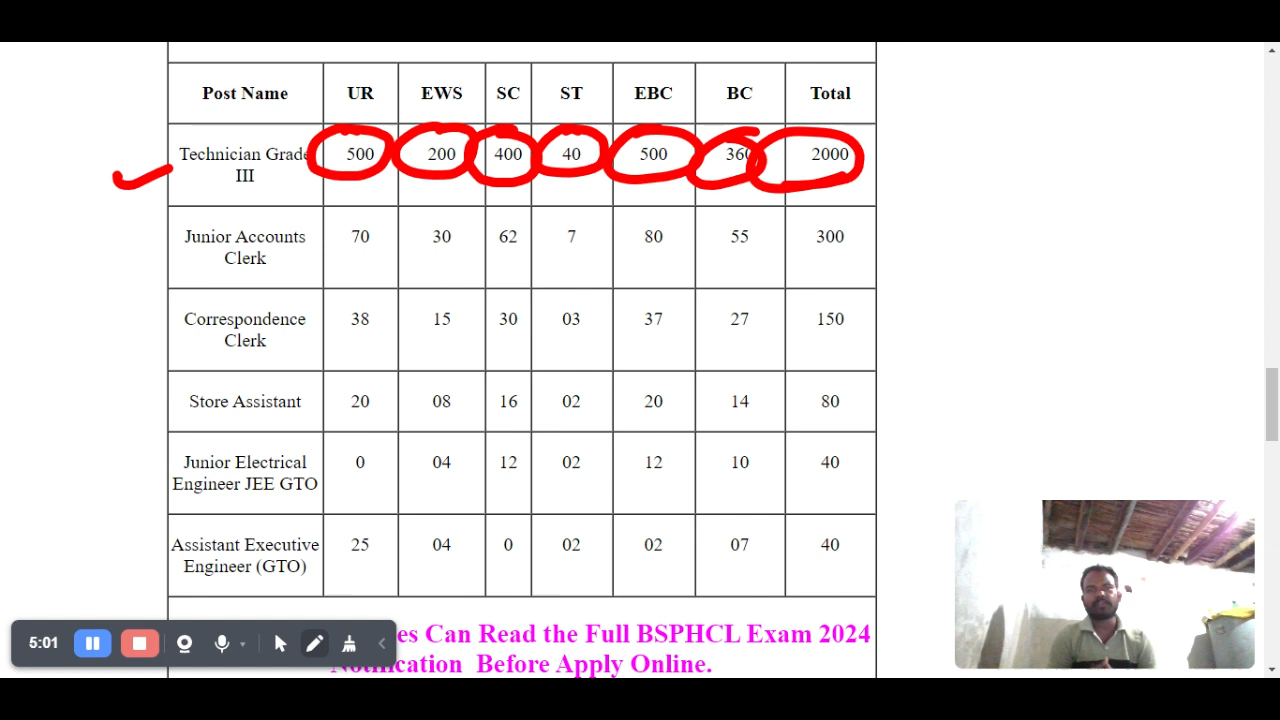 Post Name UR EWS SC ST EBC BC Total
Technician Grade 500 200 400 40 500 360 2000
III
Junior Accounts 70 30 62 7 80 55 300
Clerk
Correspondence 38 15 30 03 37 27 150
Clerk
Store Assistant 20 08 16 02 20 14 80
Junior Electrical 0 04 12 02 12 10 40
Engineer JEE GTO
Assistant Executive 25 04 0 02 02 07 40
Engineer (GTO)
es Can Read the Full BSPHCL Exam 2024
Notification Before Apply Online.
5:01